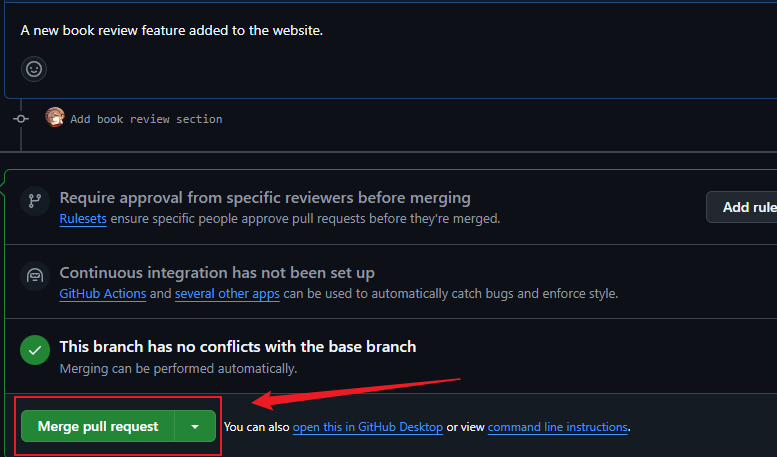 A new book review feature added to the website.
Add book review section
Require approval from specific reviewers before merging
Rulesets ensure specific people approve pull requests before they're merged.
Add rule
Continuous integration has not been set up
GitHub Actions and several other apps can be used to automatically catch bugs and enforce style.
This branch has no conflicts with the base branch
Merging can be performed automatically.
Merge pull request
You can also open this in GitHub Desktop or view command line instructions.